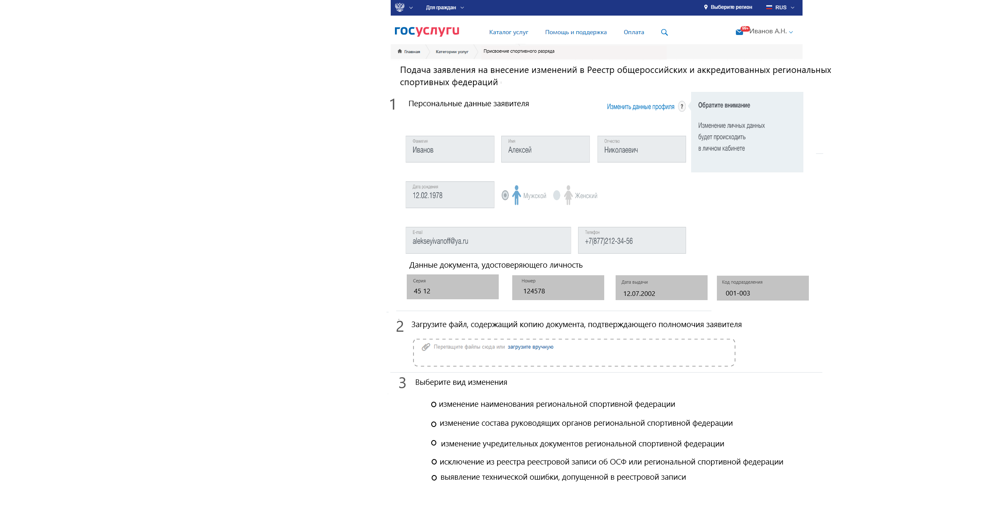 Для граждан
Выберите регион
RUS
госуслуги
Каталог услуг
Помощь и поддержка
Оплата
99+
Иванов А.Н.
Главная
Категории услуг
Присвоение спортивного разряда
Подача заявления на внесение изменений в Реестр общероссийских и аккредитованных региональных
спортивных федераций
1 Персональные данные заявителя
Изменить данные профиля ?
Обратите внимание
Изменение личных данных
будет происходить
в личном кабинете
Фамилия
Иванов
Имя
Алексей
Отчество
Николаевич
Дата рождения
12.02.1978
Мужской
Женский
E-mail
alekseyivanoff@ya.ru
Телефон
+7(877)212-34-56
Данные документа, удостоверяющего личность
Серия
45 12
Номер
124578
Дата выдачи
12.07.2002
Код подразделения
001-003
2 Загрузите файл, содержащий копию документа, подтверждающего полномочия заявителя
Перетащите файлы сюда или загрузите вручную
3 Выберите вид изменения
изменение наименования региональной спортивной федерации
изменение состава руководящих органов региональной спортивной федерации
изменение учредительных документов региональной спортивной федерации
исключение из реестра реестровой записи об ОСФ или региональной спортивной федерации
выявление технической ошибки, допущенной в реестровой записи